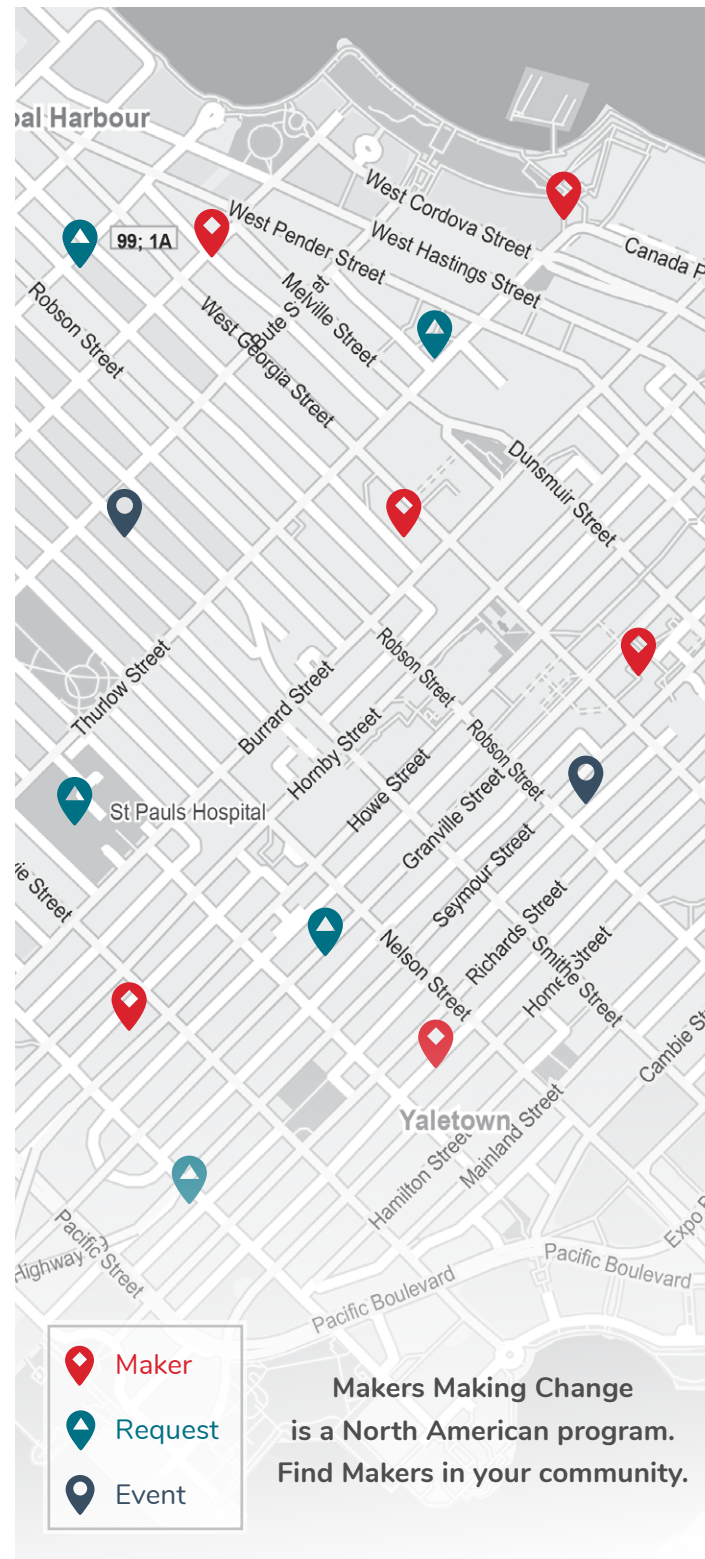 al Harbour
West Cordova Street
99; 1A
West Pender Street
West Hastings Street
Canada P
Robson Street
Melville Street
West Georgia Street
Dunsmuir Street
Robson Street
Thurlow Street
Burrard Street
Hornby Street
Robson Street
Howe Street
Granville Street
St Pauls Hospital
Seymour Street
ie Street
Richards Street
Nelson Street
Smithe Street
Homer Street
Cambie St
Yaletown
Mainland Street
Hamilton Street
Pacific Street
Highway
Expo
Pacific Boulevard
Pacific Boulevard
Maker
Request
Event
Makers Making Change
is a North American program.
Find Makers in your community.